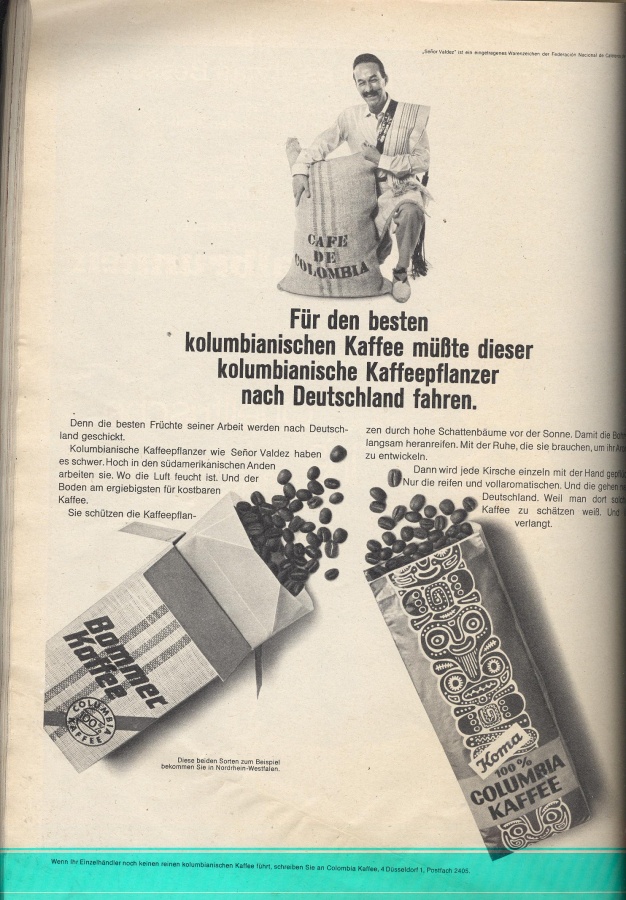 „Señor Valdez" ist ein eingetragenes Warenzeichen der Federación Nacional de
CAFE
DE
COLOMBIA
Für den besten
kolumbianischen Kaffee müßte dieser
kolumbianische Kaffeepflanzer
nach Deutschland fahren.
Denn die besten Früchte seiner Arbeit werden nach Deutsch-
land geschickt.
Kolumbianische Kaffeepflanzer wie Señor Valdez haben
es schwer. Hoch in den südamerikanischen Anden
arbeiten sie. Wo die Luft feucht ist. Und der
Boden am ergiebigsten für kostbaren
Kaffee.
Sie schützen die Kaffeepflan-
zen durch hohe Schattenbäume vor der Sonne. Damit die
langsam heranreifen. Mit der Ruhe, die sie brauchen, um ihr
zu entwickeln.
Dann wird jede Kirsche einzeln mit der Hand
Nur die reifen und vollaromatischen. Und die gehen
Deutschland. Weil man dort
Kaffee zu schätzen weiß. Und
verlangt.
Bommer
Kaffee
COLUMBIA
100%
KAFFEE
Koma
100%
COLUMBIA
KAFFEE
Diese beiden Sorten zum Beispiel
bekommen Sie in Nordrhein-Westfalen.
Wenn Ihr Einzelhändler noch keinen reinen kolumbianischen Kaffee führt, schreiben Sie an Colombia Kaffee, 4 Düsseldorf 1, Postfach 2405.